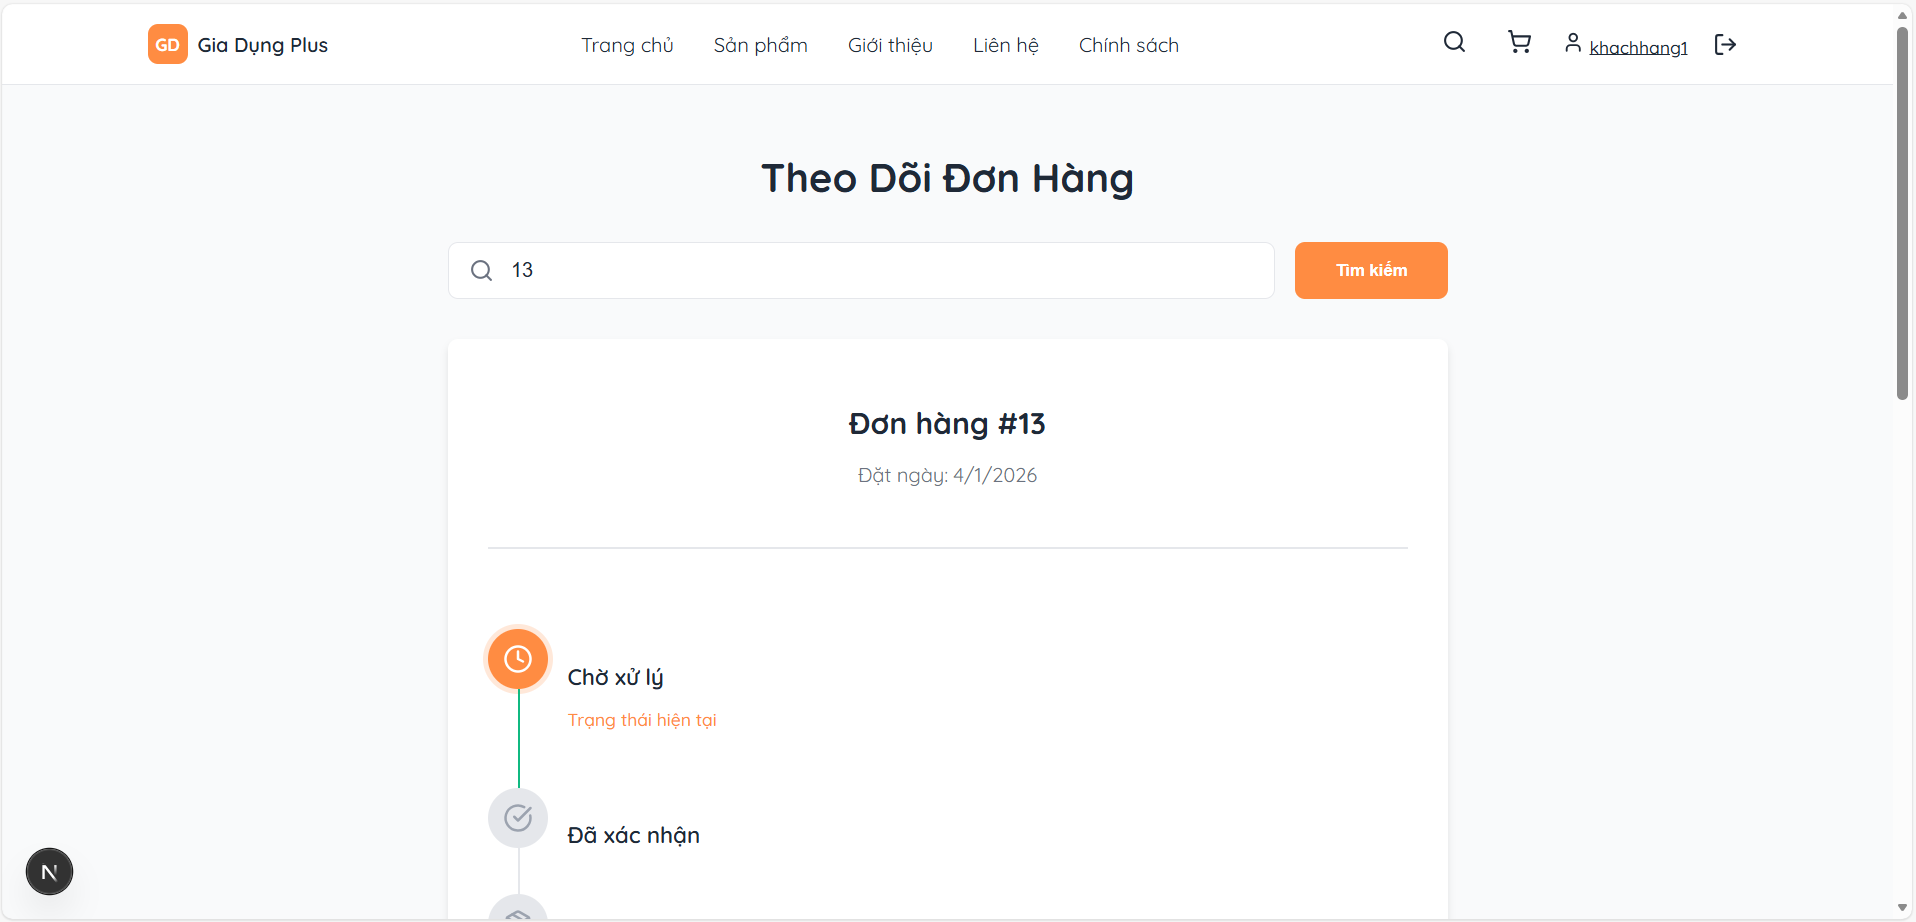 GD Gia Dụng Plus Trang chủ Sản phẩm Giới thiệu Liên hệ Chính sách khachhang1
Theo Dõi Đơn Hàng
13 Tìm kiếm
Đơn hàng #13
Đặt ngày: 4/1/2026
Chờ xử lý
Trạng thái hiện tại
Đã xác nhận
N